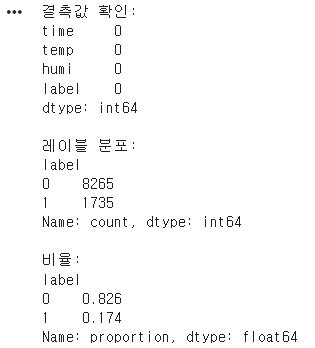 ••• 결측값 확인:
time 0
temp 0
humi 0
label 0
dtype: int64

레이블 분포:
label
0 8265
1 1735
Name: count, dtype: int64

비율:
label
0 0.826
1 0.174
Name: proportion, dtype: float64